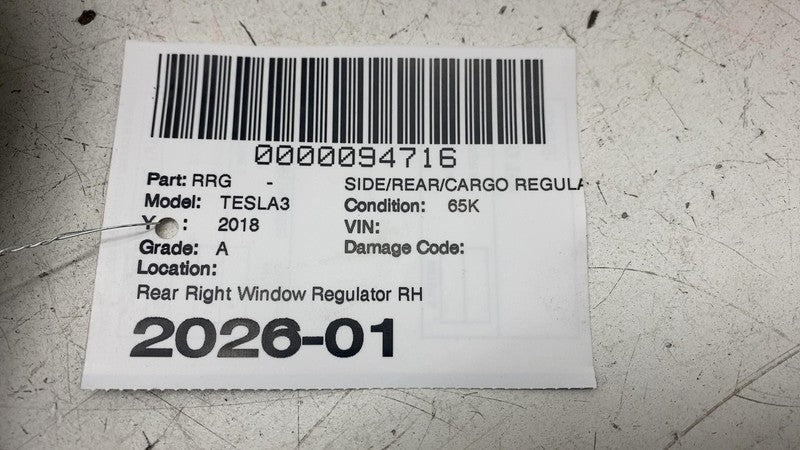 0000094716
Part: RRG - SIDE/REAR/CARGO REGULA
Model: TESLA3 Condition: 65K
Y : 2018 VIN:
Grade: A Damage Code:
Location:
Rear Right Window Regulator RH
2026-01